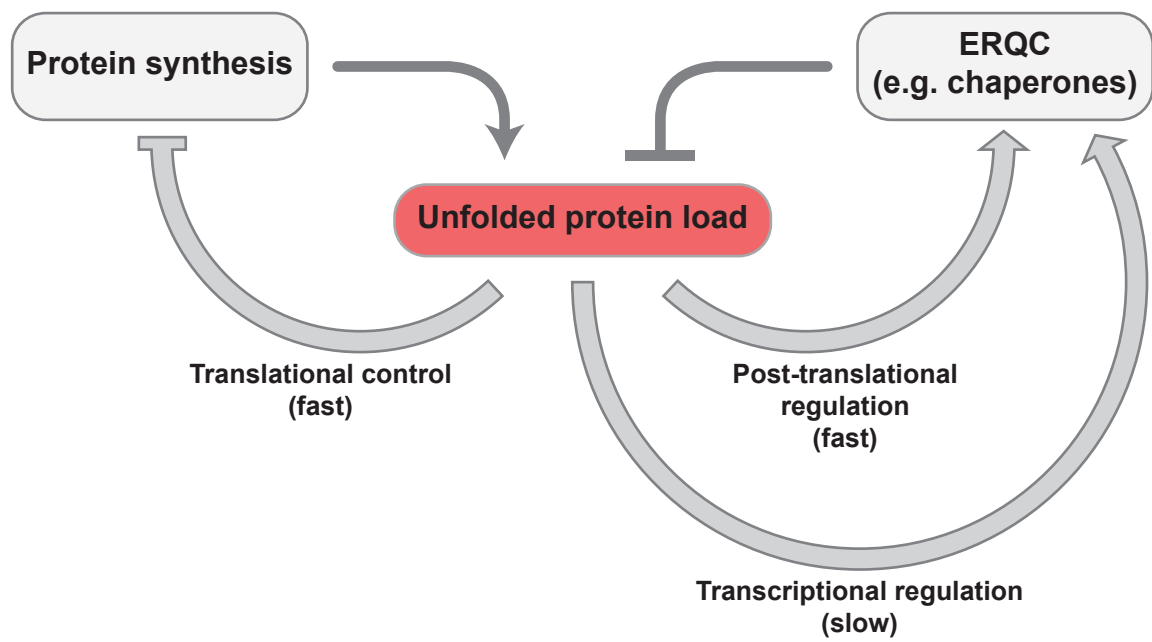 Protein synthesis
ERQC
(e.g. chaperones)
Unfolded protein load
Translational control
(fast)
Post-translational
regulation
(fast)
Transcriptional regulation
(slow)